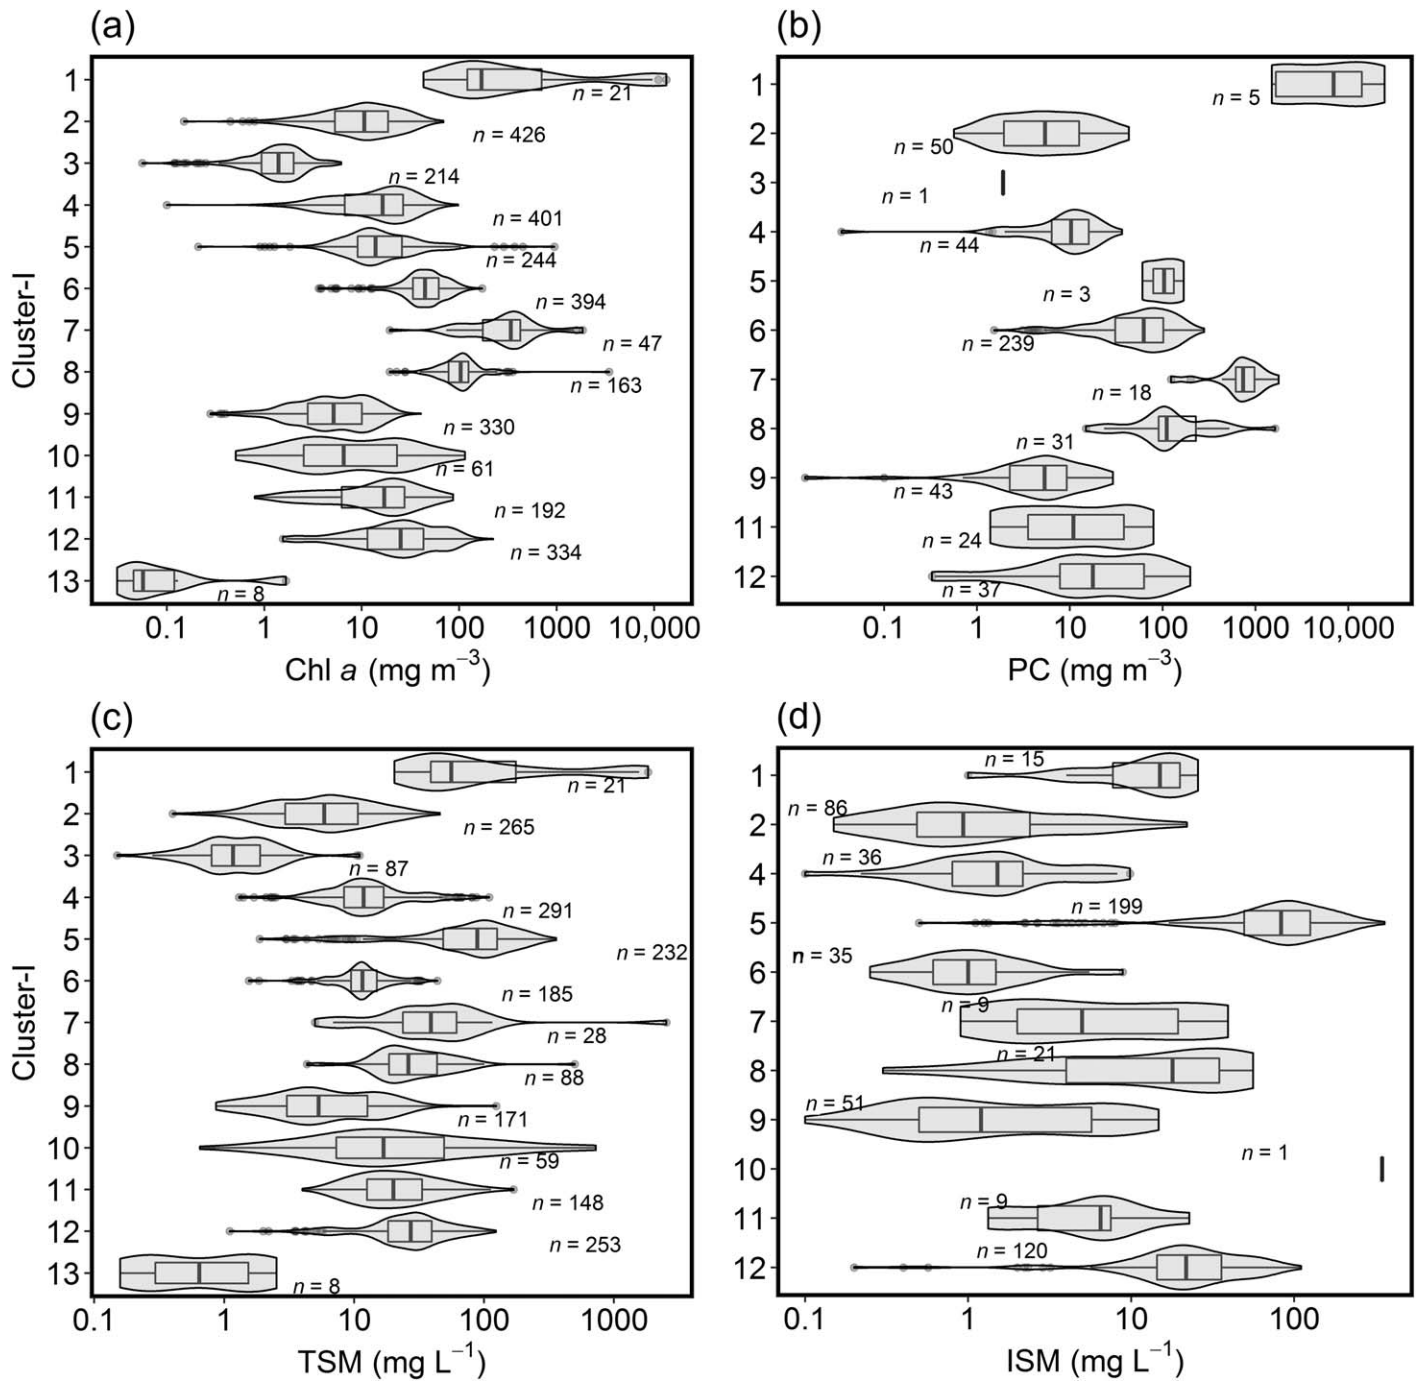 (a)
Cluster-I
1
n = 21
2
n = 426
3
n = 214
4
n = 401
5
n = 244
6
n = 394
7
n = 47
8
n = 163
9
n = 330
10
n = 61
11
n = 192
12
n = 334
13
n = 8
0.1 1 10 100 1000 10,000
Chl a (mg m⁻³)
(b)
1
n = 5
2
n = 50
3
n = 1
4
n = 44
5
n = 3
6
n = 239
7
n = 18
8
n = 31
9
n = 43
11
n = 24
12
n = 37
0.1 1 10 100 1000 10,000
PC (mg m⁻³)
(c)
Cluster-I
1
n = 21
2
n = 265
3
n = 87
4
n = 291
5
n = 232
6
n = 185
7
n = 28
8
n = 88
9
n = 171
10
n = 59
11
n = 148
12
n = 253
13
n = 8
0.1 1 10 100 1000
TSM (mg L⁻¹)
(d)
n = 15
1
n = 86
2
n = 36
4
n = 199
5
n = 35
6
n = 9
7
n = 21
8
n = 51
9
n = 1
10
n = 9
11
n = 120
12
0.1 1 10 100
ISM (mg L⁻¹)